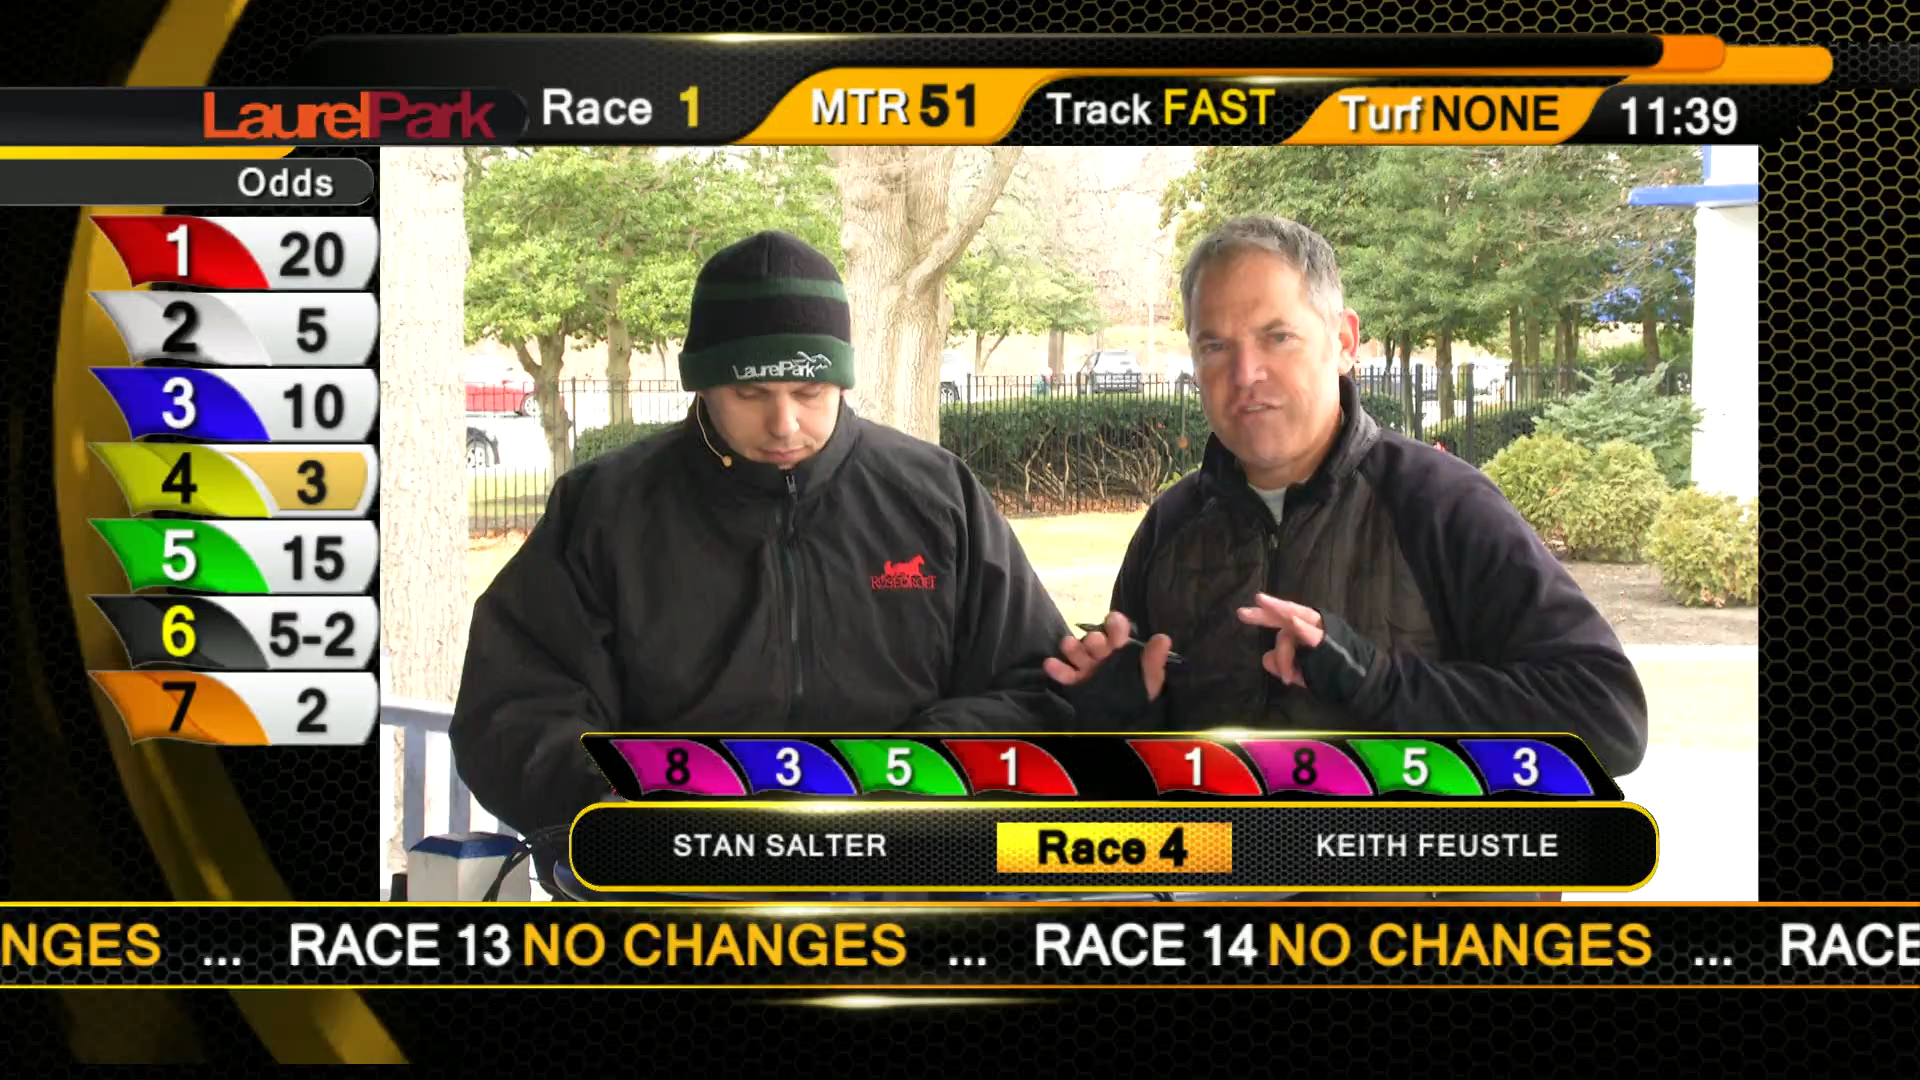 LaurelPark Race 1 MTR 51 Track FAST Turf NONE 11:39
Odds
1 20
2 5
3 10
4 3
5 15
6 5-2
7 2
LaurelPark
ROSECROFT
8 3 5 1 1 8 5 3
STAN SALTER Race 4 KEITH FEUSTLE
NGES ... RACE 13 NO CHANGES ... RACE 14 NO CHANGES ... RACE